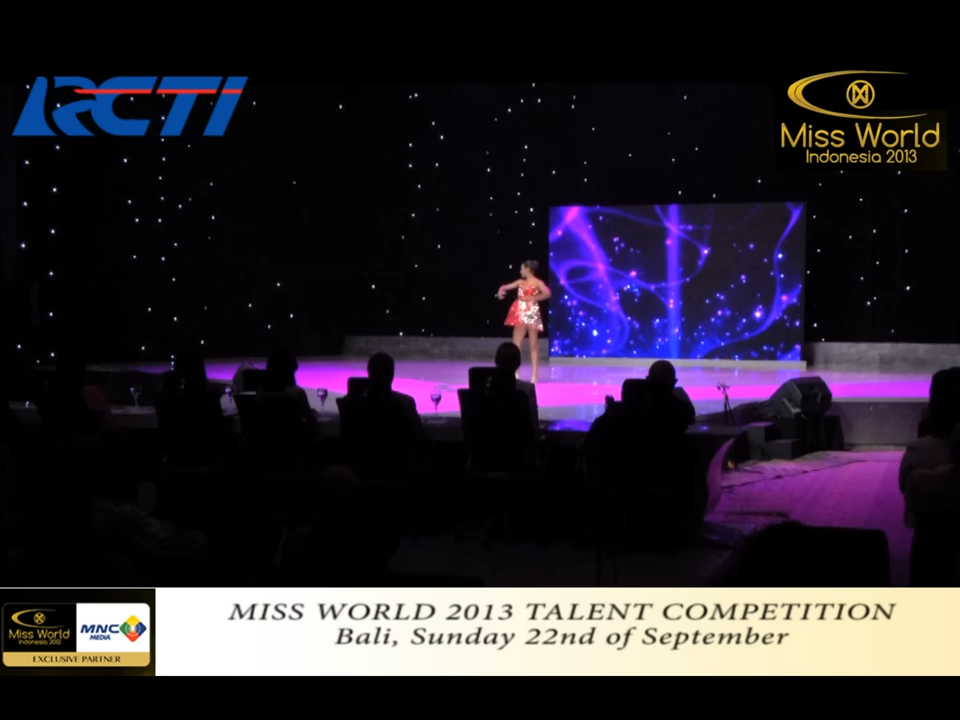 RCTI
Miss World
Indonesia 2013
Miss World
Indonesia 2013
MNC
MEDIA
EXCLUSIVE PARTNER
MISS WORLD 2013 TALENT COMPETITION
Bali, Sunday 22nd of September